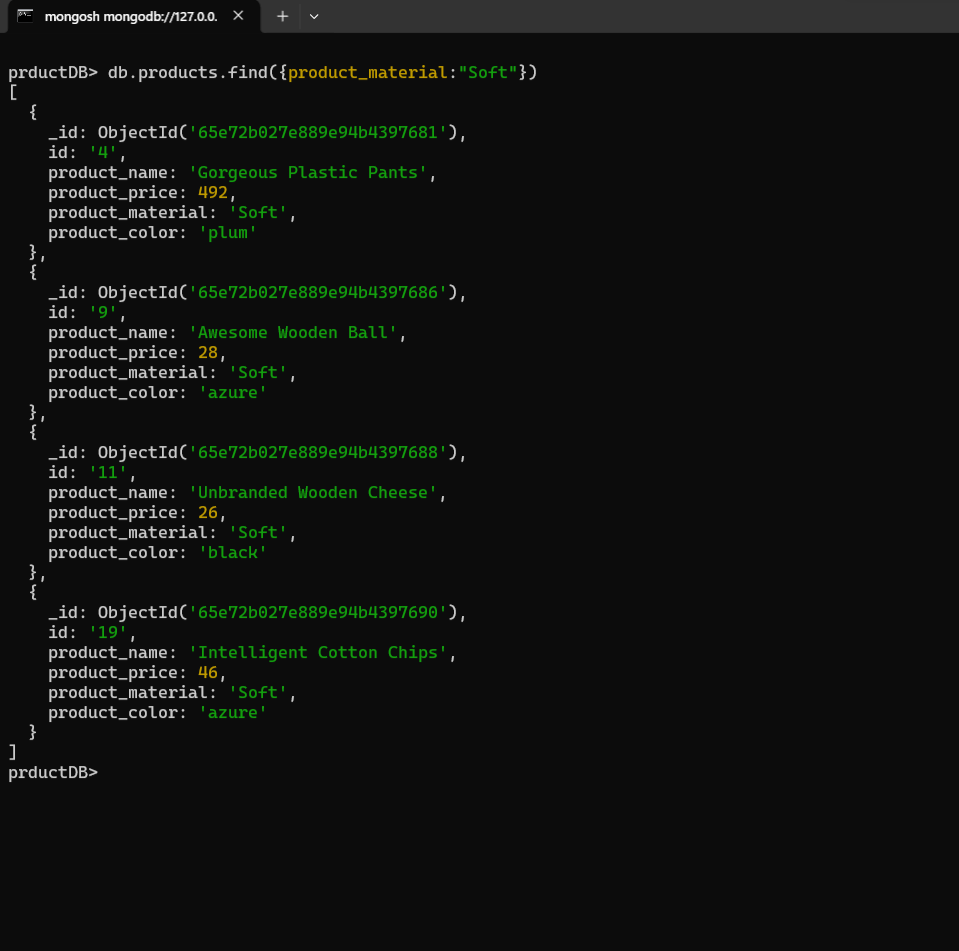 mongosh mongodb://127.0.0.
prductDB> db.products.find({product_material:"Soft"})
[
  {
    _id: ObjectId('65e72b027e889e94b4397681'),
    id: '4',
    product_name: 'Gorgeous Plastic Pants',
    product_price: 492,
    product_material: 'Soft',
    product_color: 'plum'
  },
  {
    _id: ObjectId('65e72b027e889e94b4397686'),
    id: '9',
    product_name: 'Awesome Wooden Ball',
    product_price: 28,
    product_material: 'Soft',
    product_color: 'azure'
  },
  {
    _id: ObjectId('65e72b027e889e94b4397688'),
    id: '11',
    product_name: 'Unbranded Wooden Cheese',
    product_price: 26,
    product_material: 'Soft',
    product_color: 'black'
  },
  {
    _id: ObjectId('65e72b027e889e94b4397690'),
    id: '19',
    product_name: 'Intelligent Cotton Chips',
    product_price: 46,
    product_material: 'Soft',
    product_color: 'azure'
  }
]
prductDB>